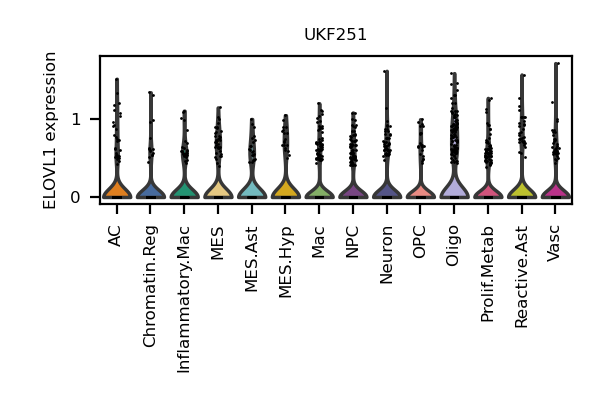 UKF251
ELOVL1 expression
1
0
AC
Chromatin.Reg
Inflammatory.Mac
MES
MES.Ast
MES.Hyp
Mac
NPC
Neuron
OPC
Oligo
Prolif.Metab
Reactive.Ast
Vasc